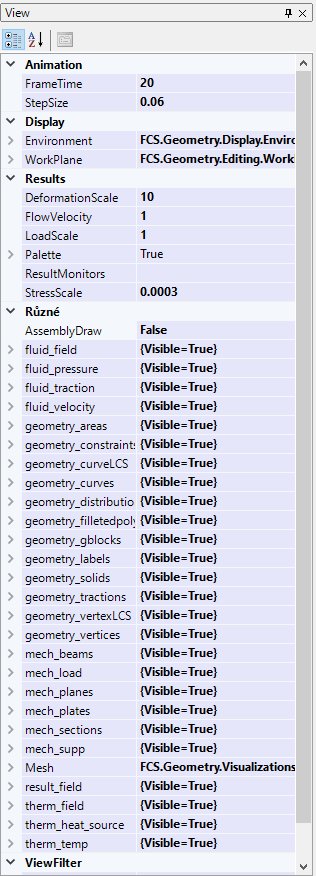 View
Animation
FrameTime 20
StepSize 0.06
Display
Environment FCS.Geometry.Display.Enviro
WorkPlane FCS.Geometry.Editing.Work
Results
DeformationScale 10
FlowVelocity 1
LoadScale 1
Palette True
ResultMonitors
StressScale 0.0003
Různé
AssemblyDraw False
fluid_field {Visible=True}
fluid_pressure {Visible=True}
fluid_traction {Visible=True}
fluid_velocity {Visible=True}
geometry_areas {Visible=True}
geometry_constraints {Visible=True}
geometry_curveLCS {Visible=True}
geometry_curves {Visible=True}
geometry_distributio {Visible=True}
geometry_filletedpoly {Visible=True}
geometry_gblocks {Visible=True}
geometry_labels {Visible=True}
geometry_solids {Visible=True}
geometry_tractions {Visible=True}
geometry_vertexLCS {Visible=True}
geometry_vertices {Visible=True}
mech_beams {Visible=True}
mech_load {Visible=True}
mech_planes {Visible=True}
mech_plates {Visible=True}
mech_sections {Visible=True}
mech_supp {Visible=True}
Mesh FCS.Geometry.Visualizations
result_field {Visible=True}
therm_field {Visible=True}
therm_heat_source {Visible=True}
therm_temp {Visible=True}
ViewFilter